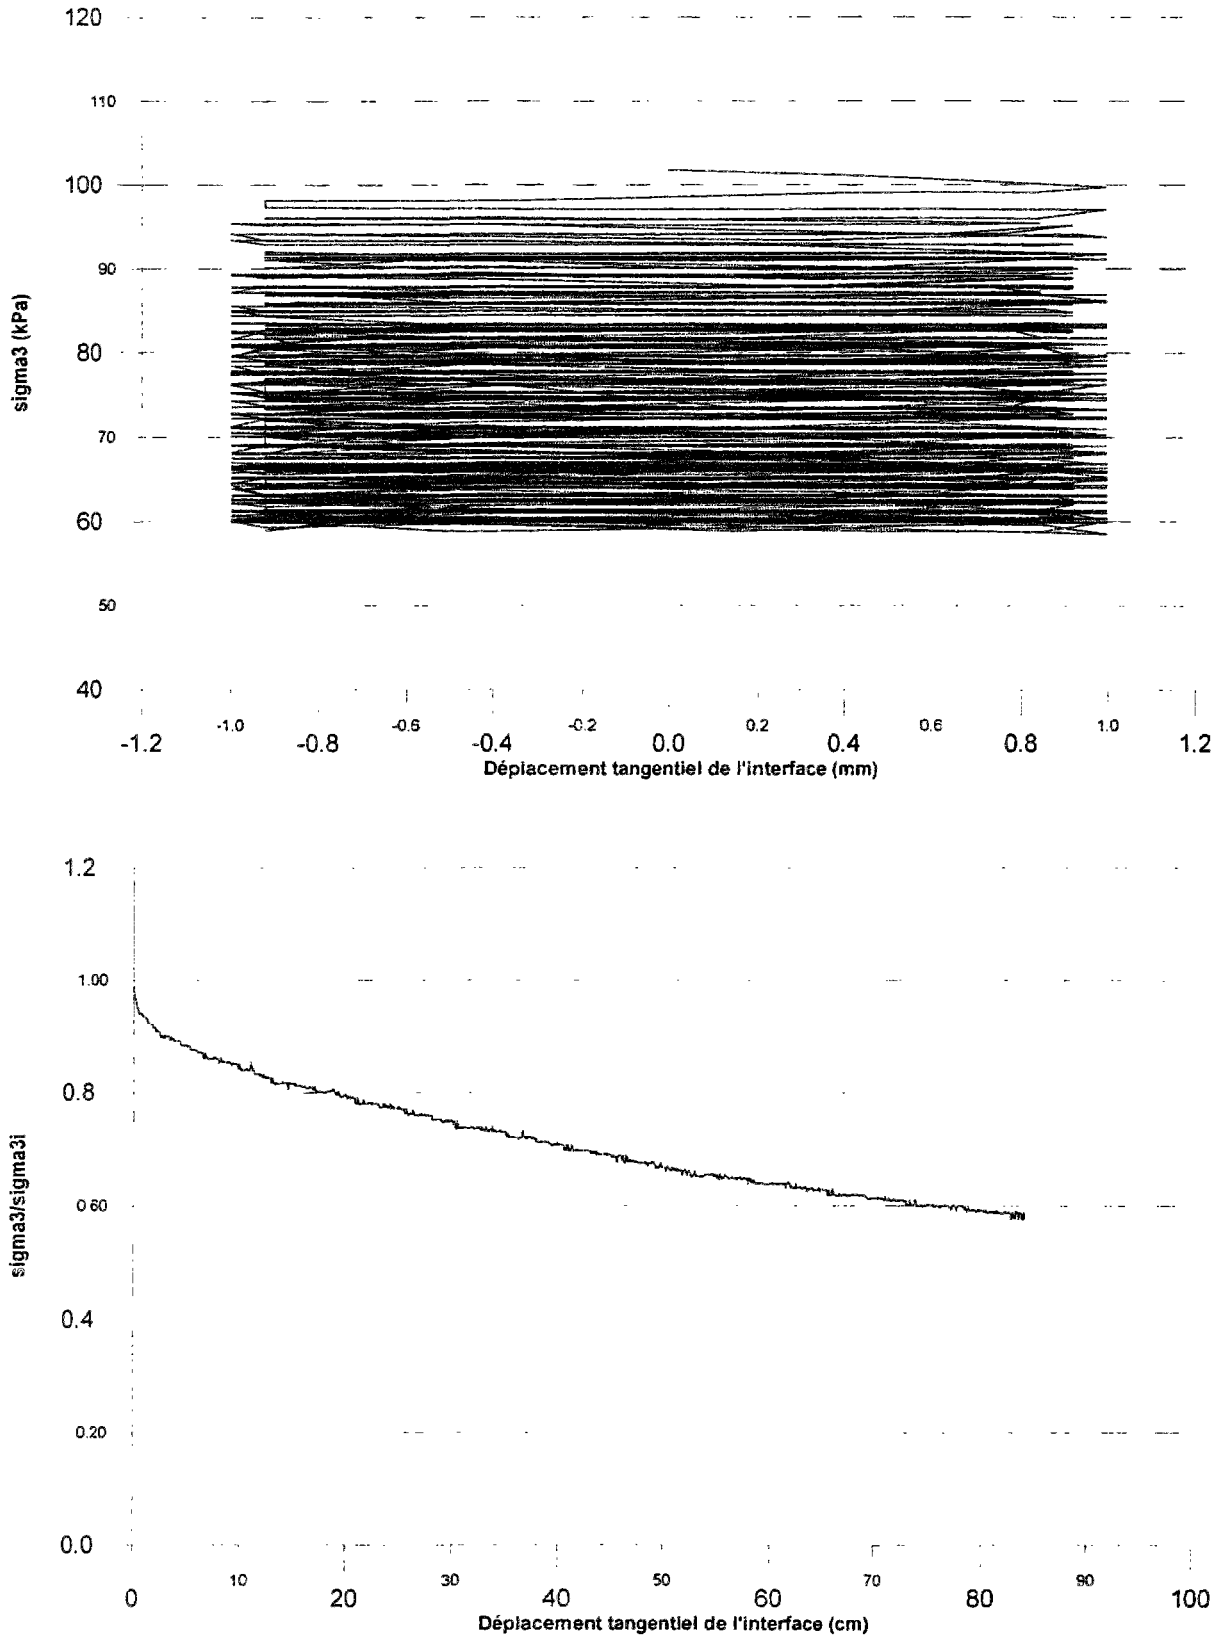 120
110
100
90
80
70
60
50
40
sigma3 (kPa)
-1.0 -0.6 -0.2 0.2 0.6 1.0
-1.2 -0.8 -0.4 0.0 0.4 0.8 1.2
Déplacement tangentiel de l'interface (mm)
1.2
1.00
0.8
0.60
0.4
0.20
0.0
sigma3/sigma3i
10 30 50 70 90
0 20 40 60 80 100
Déplacement tangentiel de l'interface (cm)